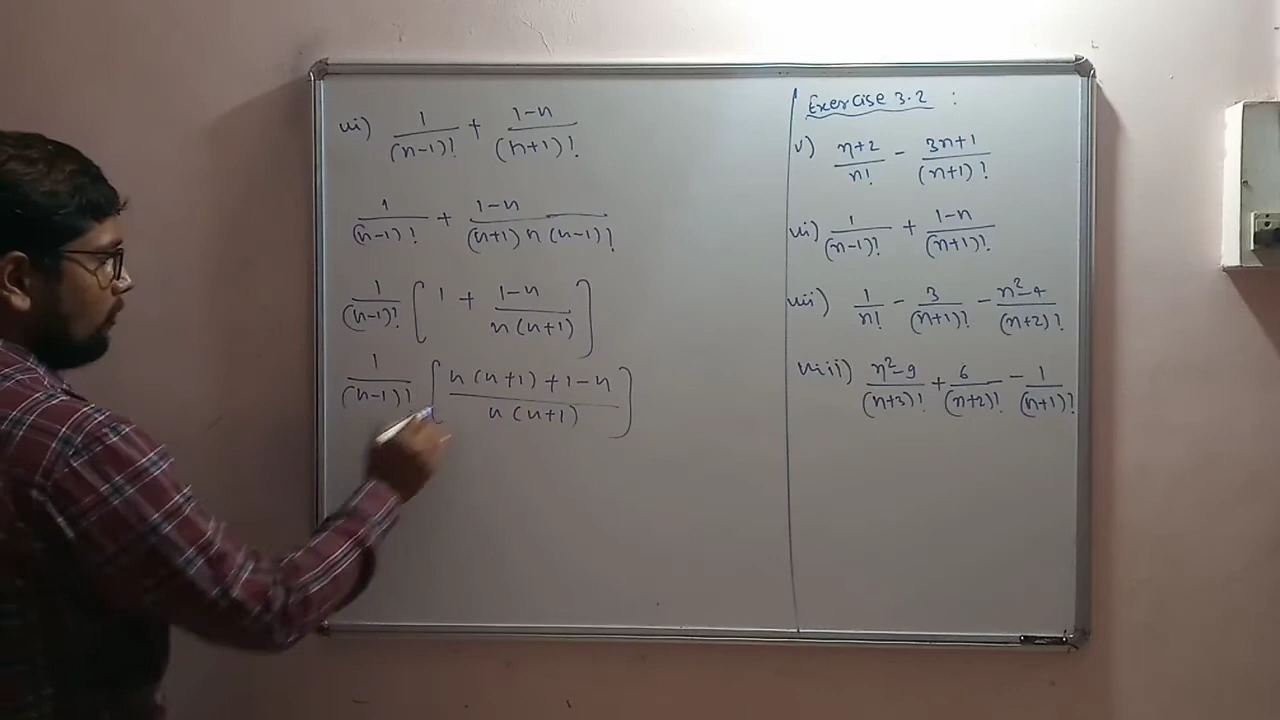 vi) 1/(n-1)! + 1-n/(n+1)!
1/(n-1)! + 1-n/(n+1) n (n-1)!
1/(n-1)! [ 1 + 1-n/n(n+1) ]
1/(n-1)! [ n(n+1)+1-n/n(n+1) ]
Exercise 3.2 :
v) n+2/n! - 3n+1/(n+1)!
vi) 1/(n-1)! + 1-n/(n+1)!
vii) 1/n! - 3/(n+1)! - n²-4/(n+2)!
viii) n²-9/(n+3)! + 6/(n+2)! - 1/(n+1)!